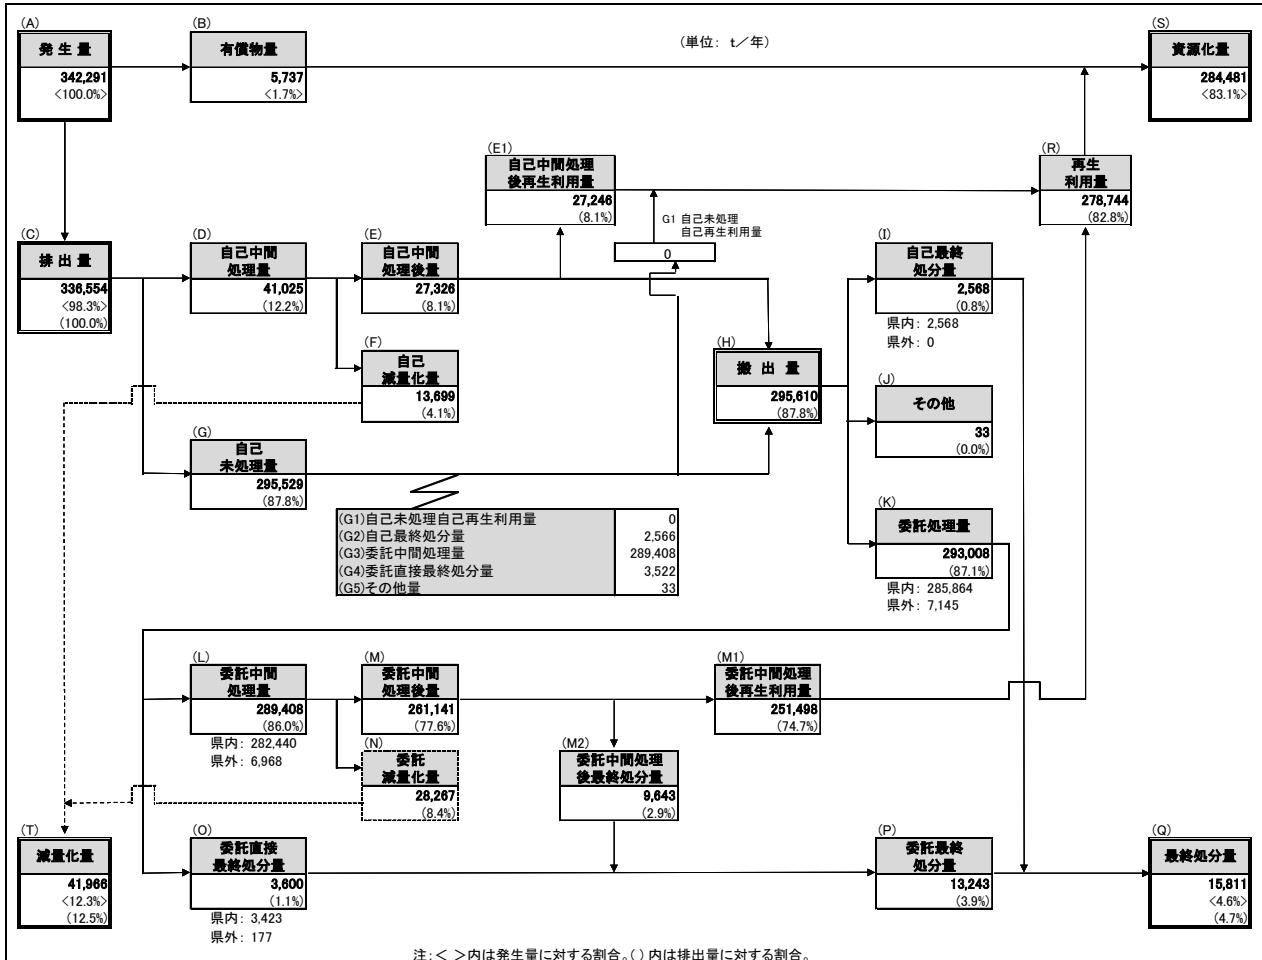 (A)
発 生 量
342,291
<100.0%>
(B)
有償物量
5,737
<1.7%>
(単位: t/年)
(S)
資源化量
284,481
<83.1%>
(E1)
自己中間処理
後再生利用量
27,246
(8.1%)
(R)
再生
利用量
278,744
(82.8%)
G1 自己未処理
自己再生利用量
0
(C)
排 出 量
336,554
<98.3%>
(100.0%)
(D)
自己中間
処理量
41,025
(12.2%)
(E)
自己中間
処理後量
27,326
(8.1%)
(I)
自己最終
処分量
2,568
(0.8%)
県内: 2,568
県外: 0
(F)
自己
減量化量
13,699
(4.1%)
(H)
搬 出 量
295,610
(87.8%)
(J)
その他
33
(0.0%)
(G)
自己
未処理量
295,529
(87.8%)
(G1)自己未処理自己再生利用量 0
(G2)自己最終処分量 2,566
(G3)委託中間処理量 289,408
(G4)委託直接最終処分量 3,522
(G5)その他量 33
(K)
委託処理量
293,008
(87.1%)
県内: 285,864
県外: 7,145
(L)
委託中間
処理量
289,408
(86.0%)
県内: 282,440
県外: 6,968
(M)
委託中間
処理後量
261,141
(77.6%)
(M1)
委託中間処理
後再生利用量
251,498
(74.7%)
(N)
委託
減量化量
28,267
(8.4%)
(M2)
委託中間処理
後最終処分量
9,643
(2.9%)
(T)
減量化量
41,966
<12.3%>
(12.5%)
(O)
委託直接
最終処分量
3,600
(1.1%)
県内: 3,423
県外: 177
(P)
委託最終
処分量
13,243
(3.9%)
(Q)
最終処分量
15,811
<4.6%>
(4.7%)
注:< >内は発生量に対する割合。( )内は排出量に対する割合。